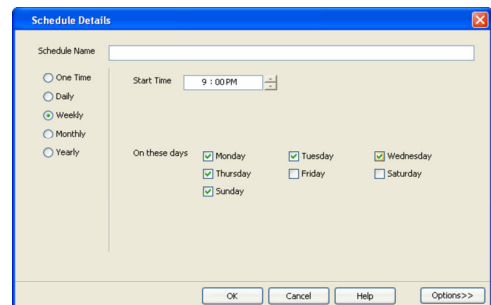 Schedule Details
Schedule Name
One Time
Daily
Weekly
Monthly
Yearly
Start Time 9 : 00 PM
On these days
Monday Tuesday Wednesday
Thursday Friday Saturday
Sunday
OK Cancel Help Options>>